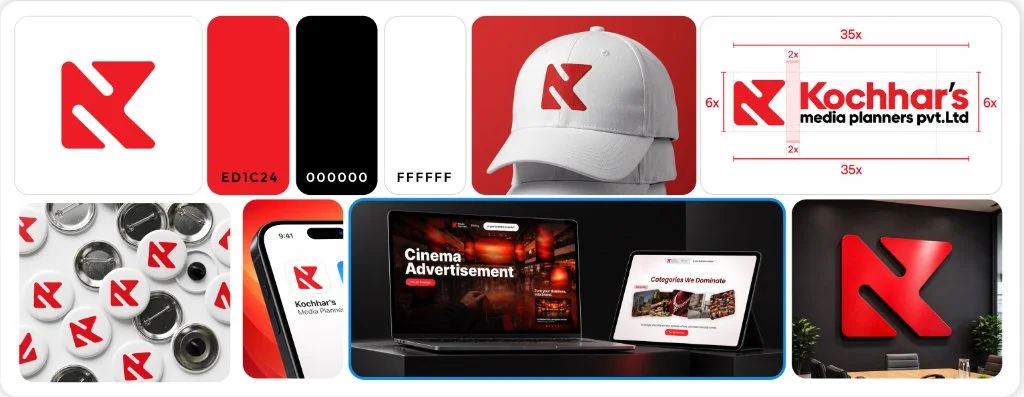 ED1C24
000000
FFFFFF
35x
2x
6x
Kochhar's
media planners pvt.Ltd
6x
2x
35x
9:41
Kochhar's
Media Planner
Cinema
Advertisement
Categories We Dominate